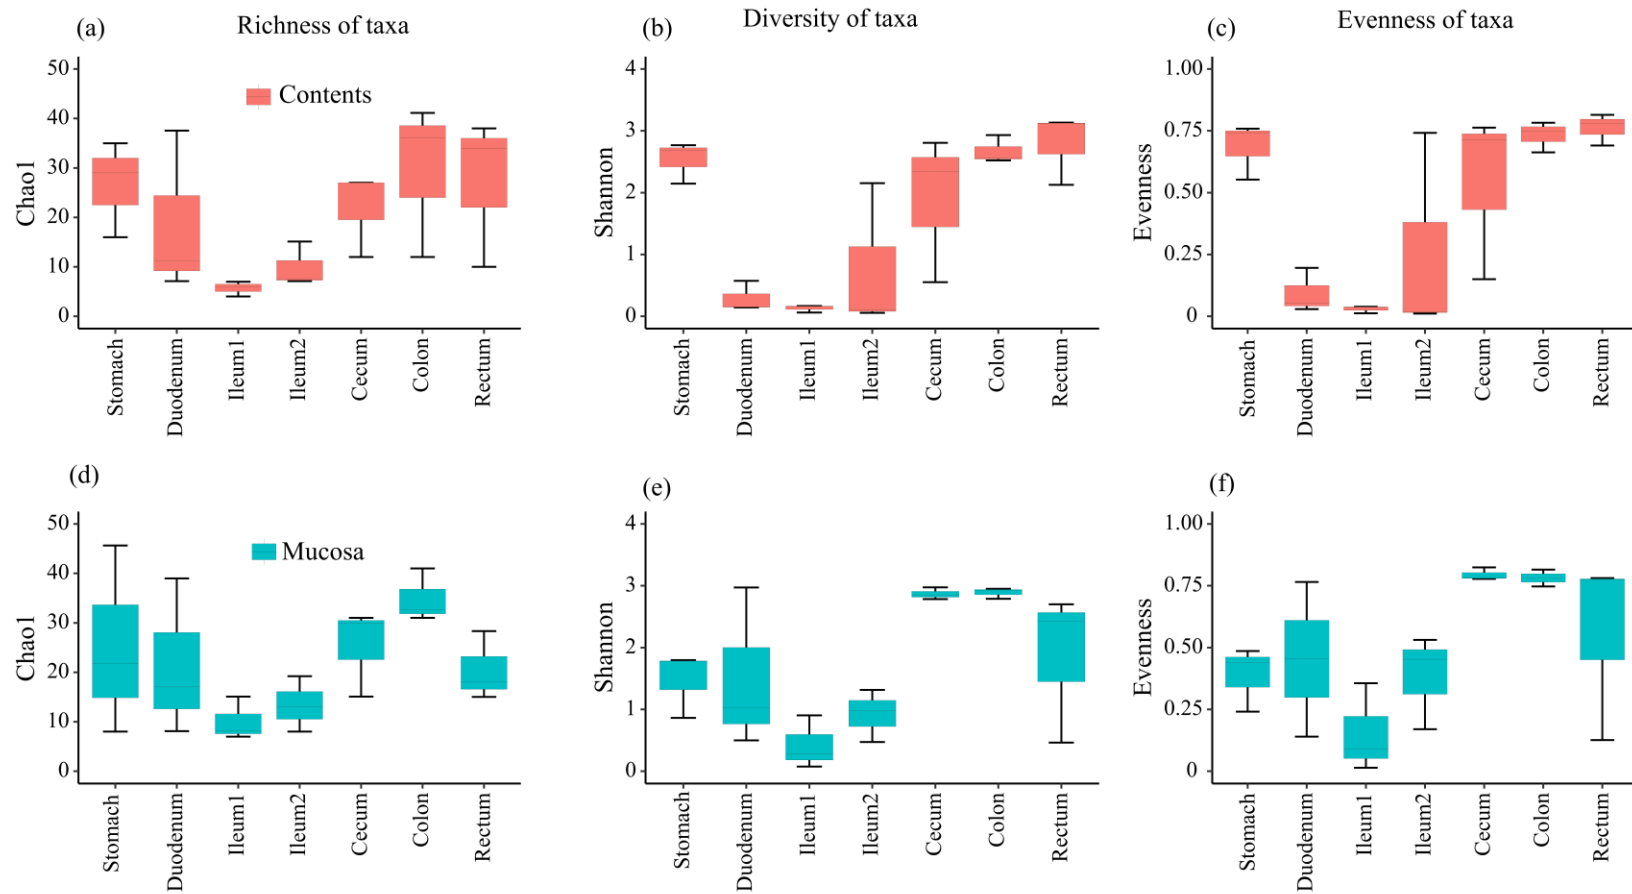 (a) Richness of taxa
(b) Diversity of taxa
(c) Evenness of taxa
50
40
30
20
10
0
Chao1
Contents
Stomach
Duodenum
Ileum1
Ileum2
Cecum
Colon
Rectum
4
3
2
1
0
Shannon
Stomach
Duodenum
Ileum1
Ileum2
Cecum
Colon
Rectum
1.00
0.75
0.50
0.25
0
Evenness
Stomach
Duodenum
Ileum1
Ileum2
Cecum
Colon
Rectum
(d)
50
40
30
20
10
0
Chao1
Mucosa
Stomach
Duodenum
Ileum1
Ileum2
Cecum
Colon
Rectum
(e)
4
3
2
1
0
Shannon
Stomach
Duodenum
Ileum1
Ileum2
Cecum
Colon
Rectum
(f)
1.00
0.75
0.50
0.25
0
Evenness
Stomach
Duodenum
Ileum1
Ileum2
Cecum
Colon
Rectum